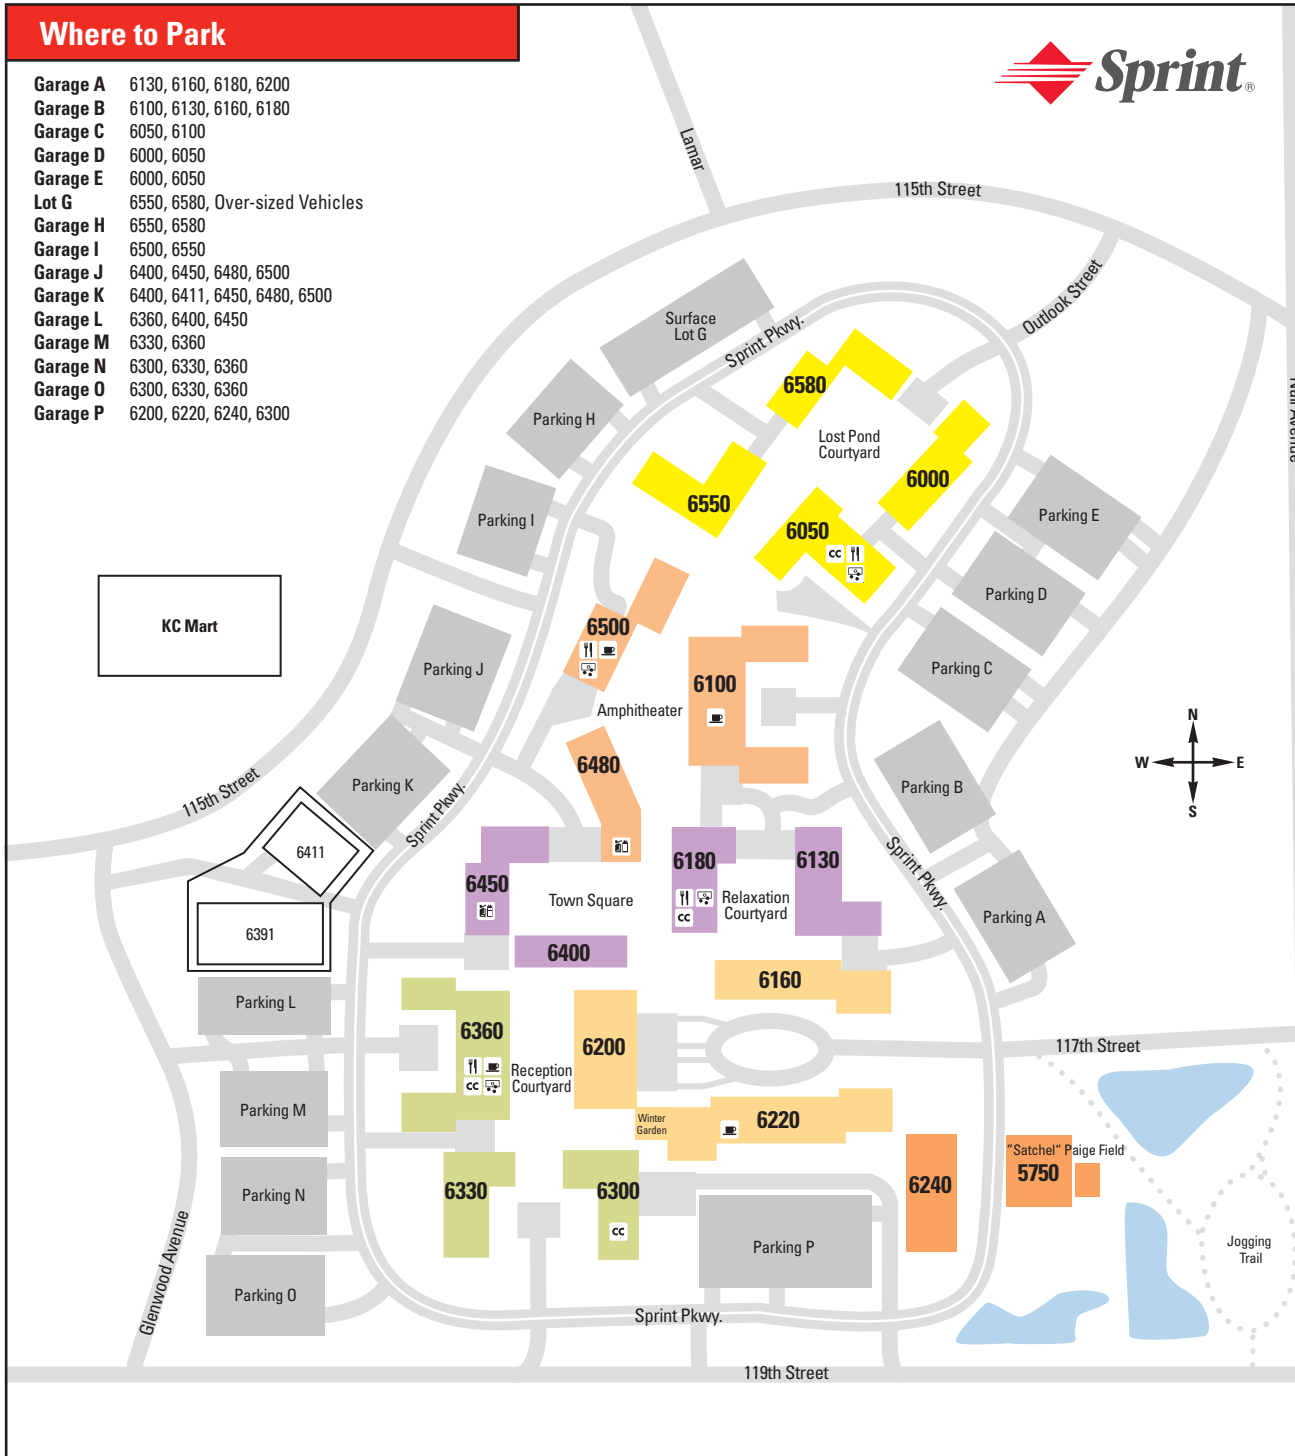 Where to Park
Garage A 6130, 6160, 6180, 6200
Garage B 6100, 6130, 6160, 6180
Garage C 6050, 6100
Garage D 6000, 6050
Garage E 6000, 6050
Lot G 6550, 6580, Over-sized Vehicles
Garage H 6550, 6580
Garage I 6500, 6550
Garage J 6400, 6450, 6480, 6500
Garage K 6400, 6411, 6450, 6480, 6500
Garage L 6360, 6400, 6450
Garage M 6330, 6360
Garage N 6300, 6330, 6360
Garage O 6300, 6330, 6360
Garage P 6200, 6220, 6240, 6300
Sprint®
Lamar
115th Street
Outlook Street
Surface
Lot G
Sprint Pkwy.
Nall Avenue
6580
Parking H
Lost Pond
Courtyard
6000
6550
Parking I
6050
CC
Parking E
Parking D
KC Mart
6500
Parking J
6100
Parking C
Amphitheater
N
W E
S
6480
Parking K
Parking B
115th Street
Sprint Pkwy.
6411
6180
6130
Sprint Pkwy.
6450
Town Square
CC
Relaxation
Courtyard
Parking A
6391
6400
6160
Parking L
6360
CC
Reception
Courtyard
6200
117th Street
Parking M
Winter
Garden
6220
"Satchel" Paige Field
5750
6240
Parking N
6330
6300
CC
Parking P
Jogging
Trail
Glenwood Avenue
Parking O
Sprint Pkwy.
119th Street